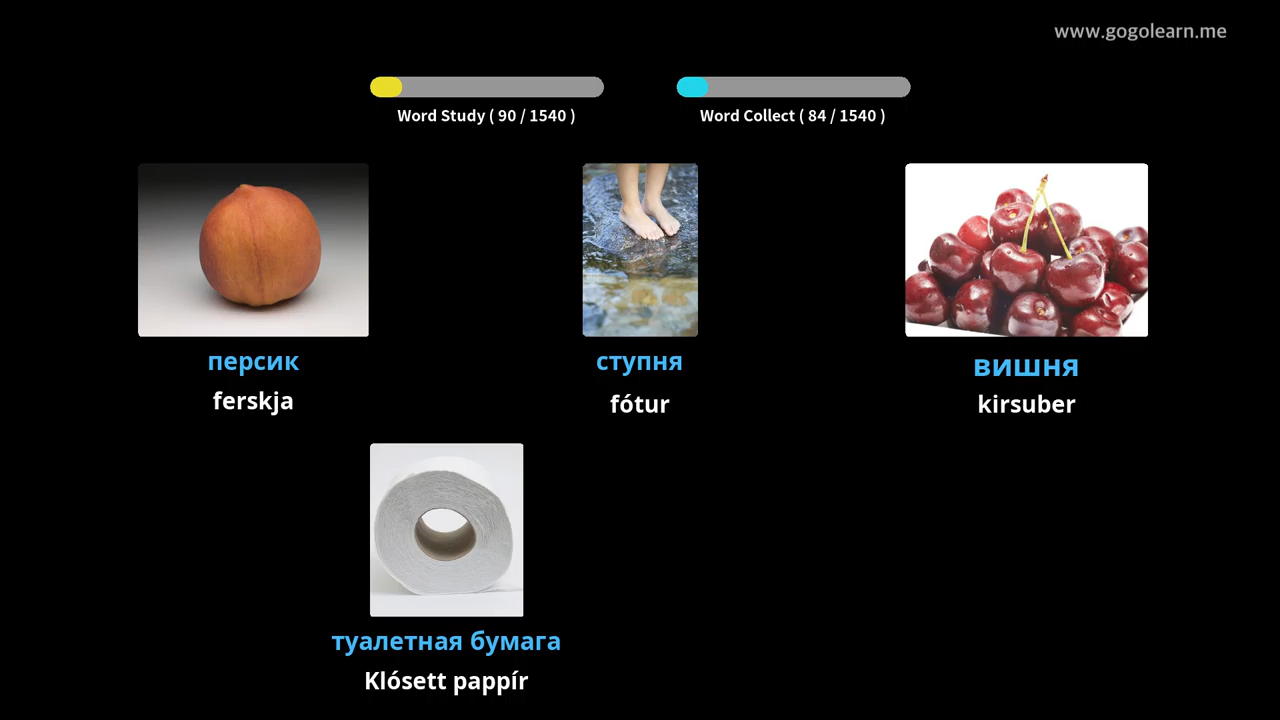 www.gogolearn.me
Word Study ( 90 / 1540 )
Word Collect ( 84 / 1540 )
персик
ступня
вишня
ferskja
fótur
kirsuber
туалетная бумага
Klósett pappír